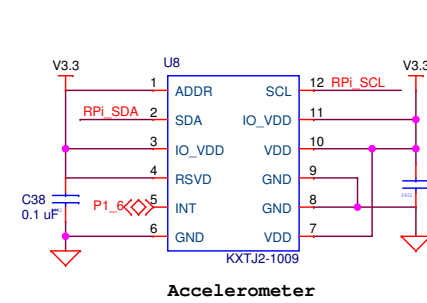 V3.3 U8 V3.3
1 ADDR SCL 12 RPi_SCL
RPi_SDA 2 SDA IO_VDD 11
3 IO_VDD VDD 10
4 RSVD GND 9
C38
0.1 uF
P1_6 5 INT GND 8
6 GND VDD 7
KXTJ2-1009
Accelerometer